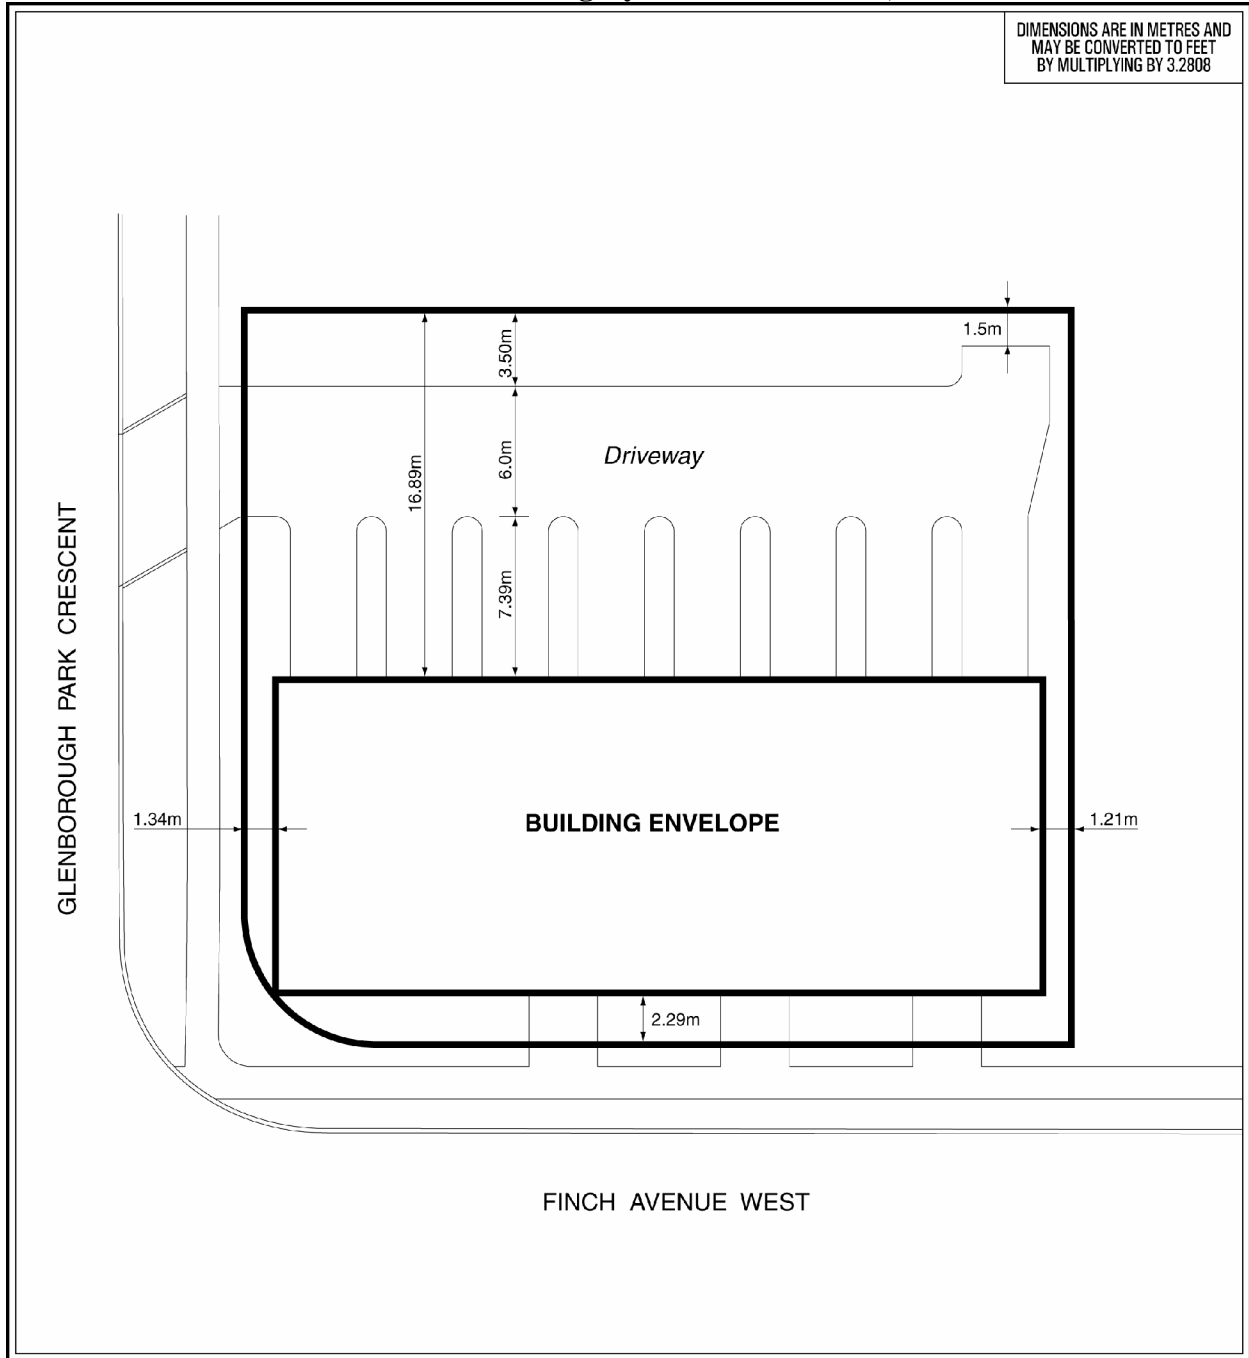 DIMENSIONS ARE IN METRES AND
MAY BE CONVERTED TO FEET
BY MULTIPLYING BY 3.2808
1.5m
3.50m
16.89m
6.0m
Driveway
7.39m
GLENBOROUGH PARK CRESCENT
1.34m
BUILDING ENVELOPE
1.21m
2.29m
FINCH AVENUE WEST